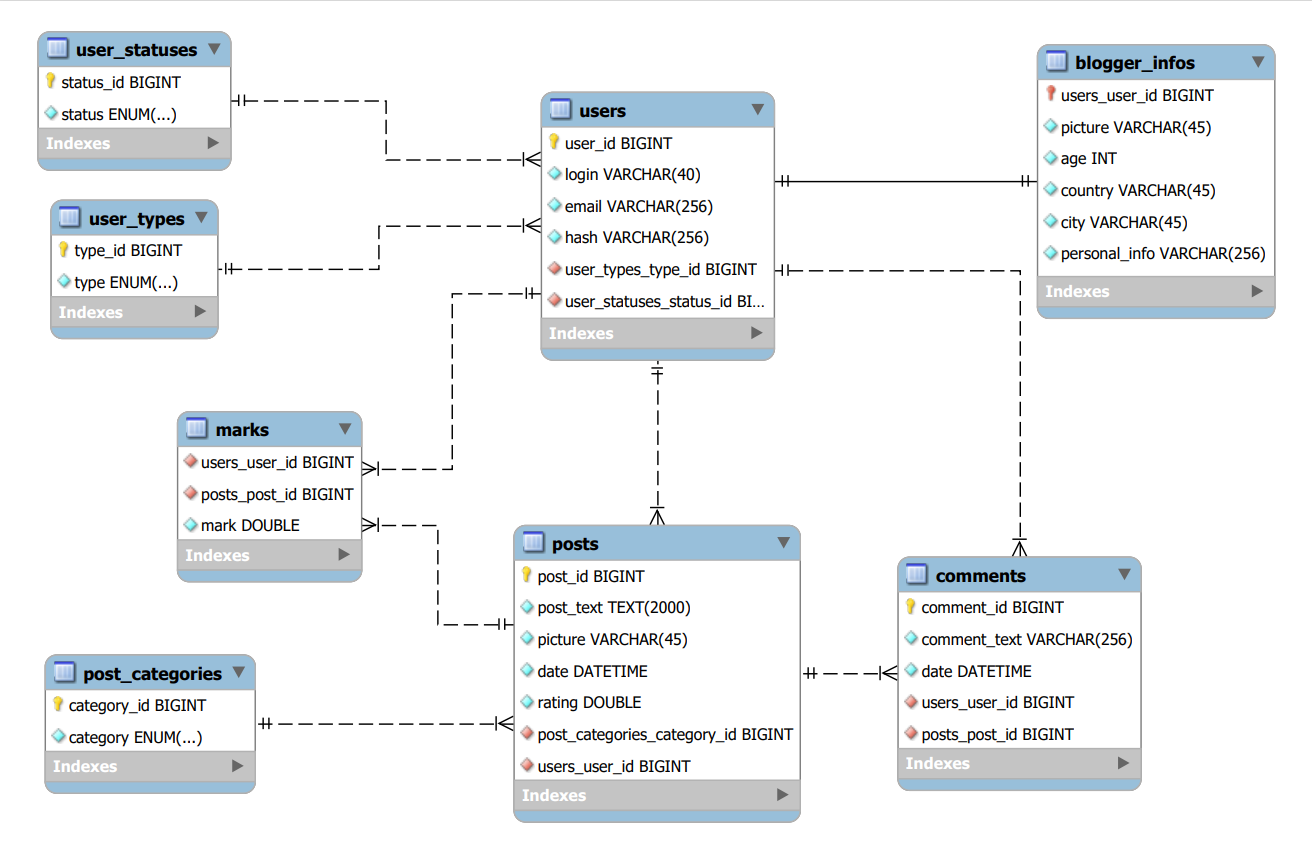 user_statuses
status_id BIGINT
status ENUM(...)
Indexes
user_types
type_id BIGINT
type ENUM(...)
Indexes
users
user_id BIGINT
login VARCHAR(40)
email VARCHAR(256)
hash VARCHAR(256)
user_types_type_id BIGINT
user_statuses_status_id BI...
Indexes
blogger_infos
users_user_id BIGINT
picture VARCHAR(45)
age INT
country VARCHAR(45)
city VARCHAR(45)
personal_info VARCHAR(256)
Indexes
marks
users_user_id BIGINT
posts_post_id BIGINT
mark DOUBLE
Indexes
post_categories
category_id BIGINT
category ENUM(...)
Indexes
posts
post_id BIGINT
post_text TEXT(2000)
picture VARCHAR(45)
date DATETIME
rating DOUBLE
post_categories_category_id BIGINT
users_user_id BIGINT
Indexes
comments
comment_id BIGINT
comment_text VARCHAR(256)
date DATETIME
users_user_id BIGINT
posts_post_id BIGINT
Indexes